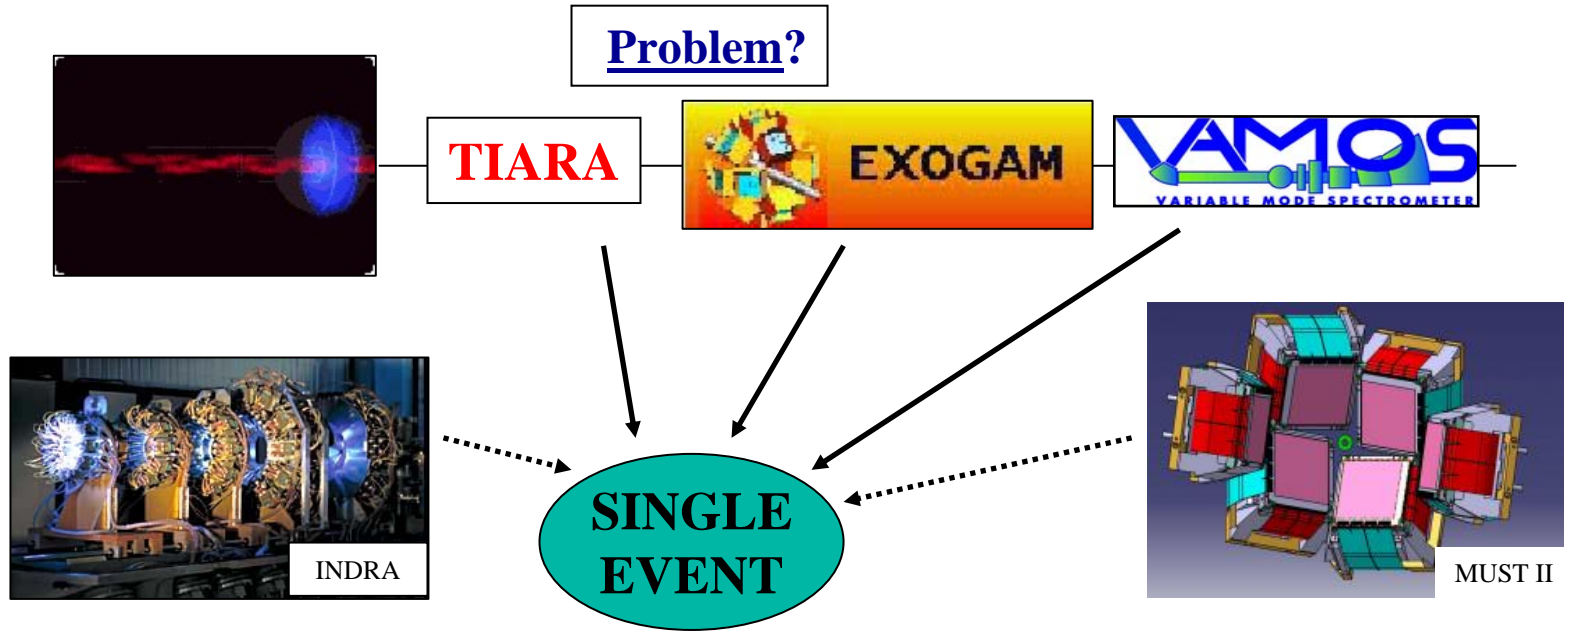 Problem?
TIARA
EXOGAM
VAMOS
VARIABLE MODE SPECTROMETER
INDRA
SINGLE
EVENT
MUST II